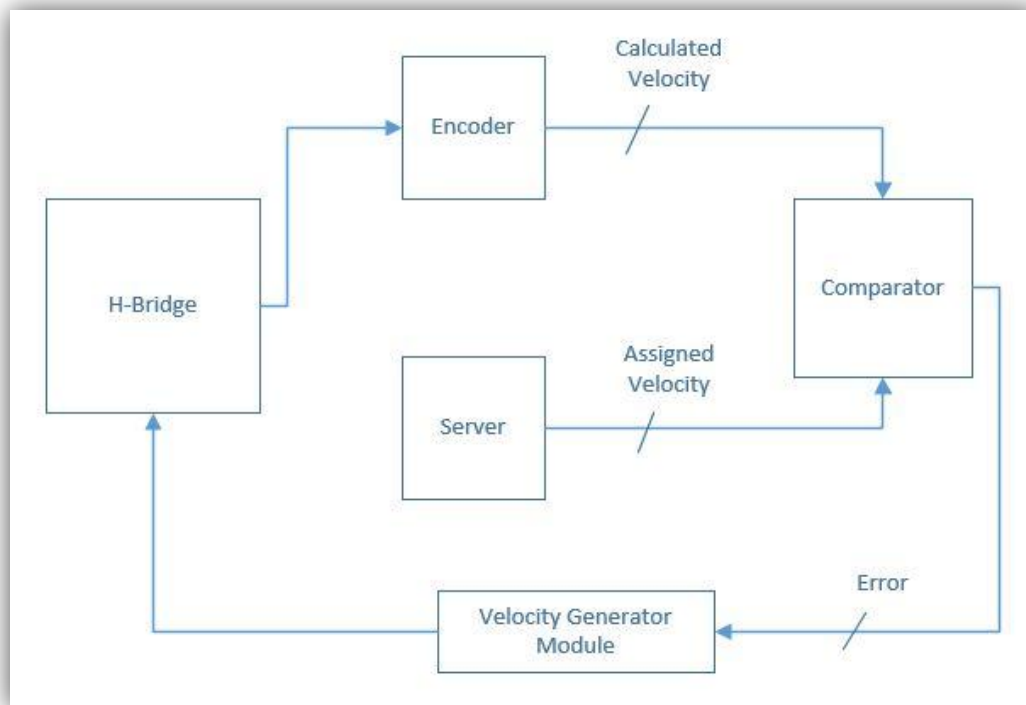 Calculated
Velocity
Encoder
H-Bridge
Comparator
Assigned
Velocity
Server
Error
Velocity Generator
Module